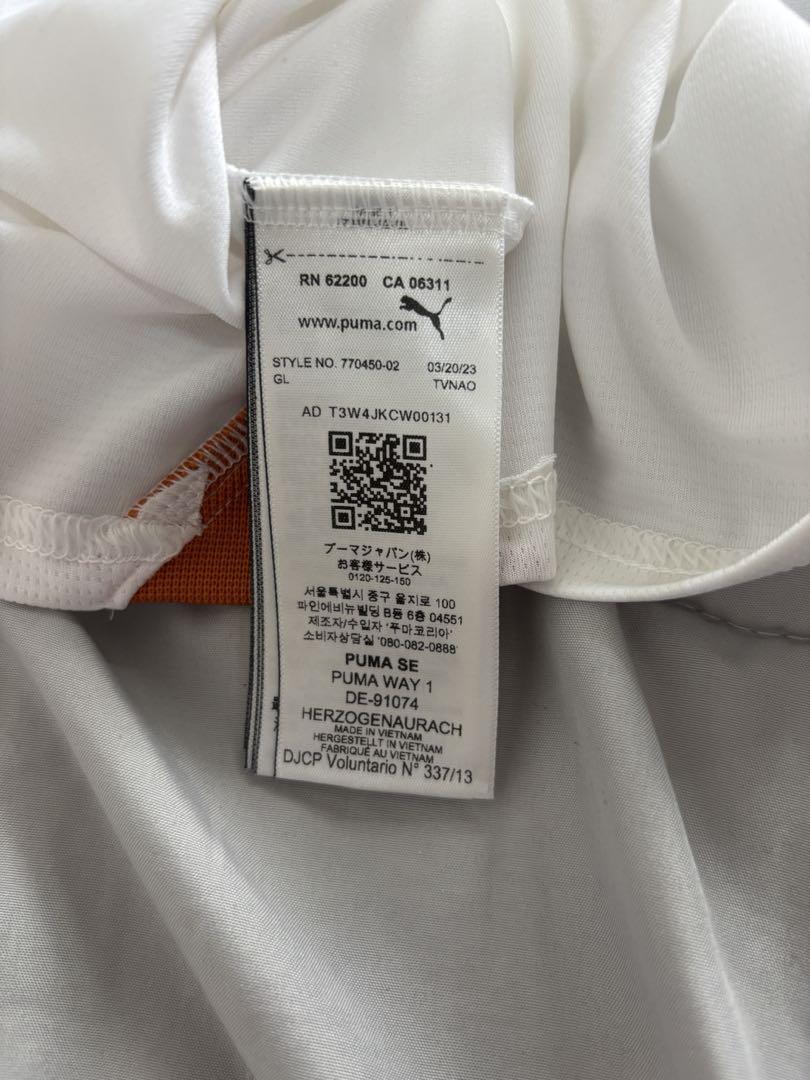 RN 62200 CA 06311
www.puma.com
STYLE NO. 770450-02 03/20/23
GL TVNAO
AD T3W4JKCW00131
プーマジャパン(株)
お客様サービス
0120-125-150
서울특별시 중구 을지로 100
파인에비뉴빌딩 B동 6층 04551
제조자/수입자 '푸마코리아'
소비자상담실 '080-082-0888'
PUMA SE
PUMA WAY 1
DE-91074
HERZOGENAURACH
MADE IN VIETNAM
HERGESTELLT IN VIETNAM
FABRIQUÉ AU VIETNAM
DJCP Voluntario N° 337/13